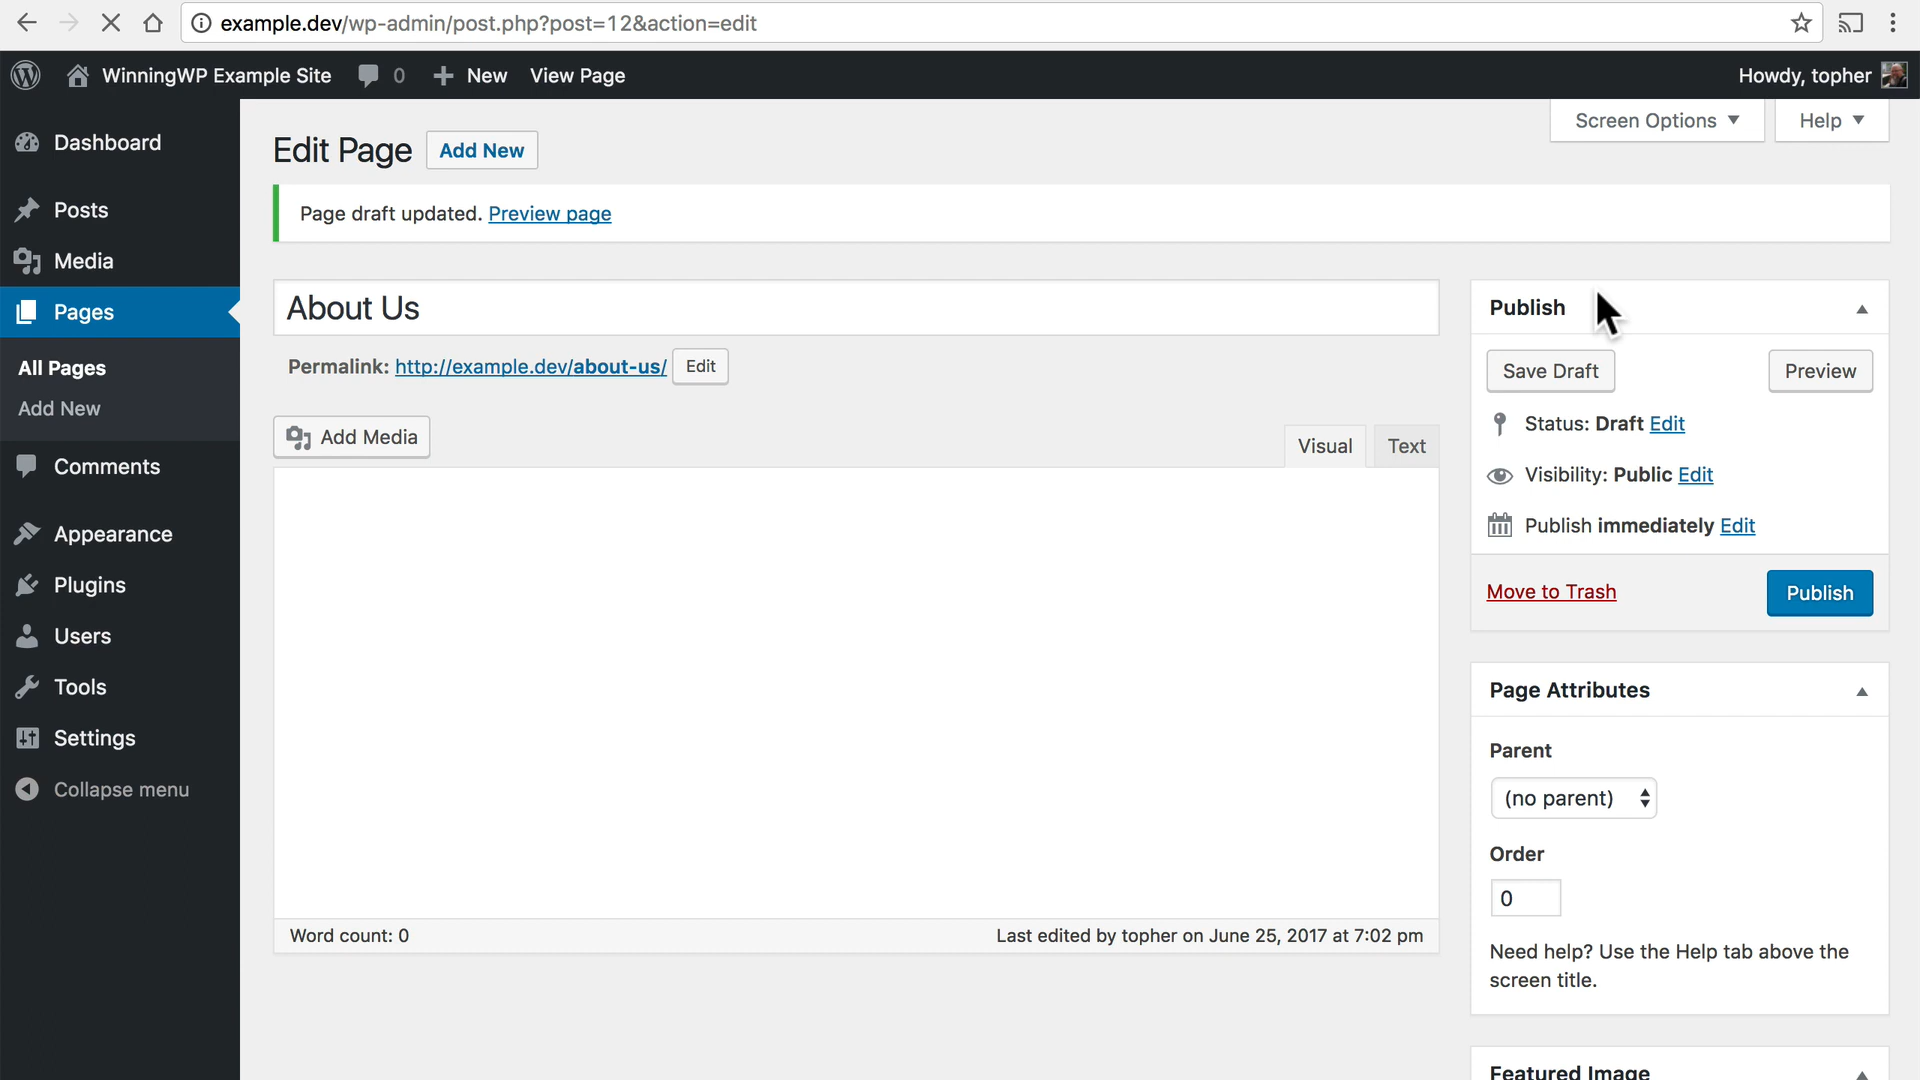 example.dev/wp-admin/post.php?post=12&action=edit
WinningWP Example Site 0 New View Page Howdy, topher
Screen Options Help
Dashboard
Posts
Media
Pages
All Pages
Add New
Comments
Appearance
Plugins
Users
Tools
Settings
Collapse menu
Edit Page Add New
Page draft updated. Preview page
About Us
Permalink: http://example.dev/about-us/ Edit
Add Media
Visual Text
Word count: 0 Last edited by topher on June 25, 2017 at 7:02 pm
Publish
Save Draft Preview
Status: Draft Edit
Visibility: Public Edit
Publish immediately Edit
Move to Trash Publish
Page Attributes
Parent
(no parent)
Order
0
Need help? Use the Help tab above the
screen title.
Featured Image